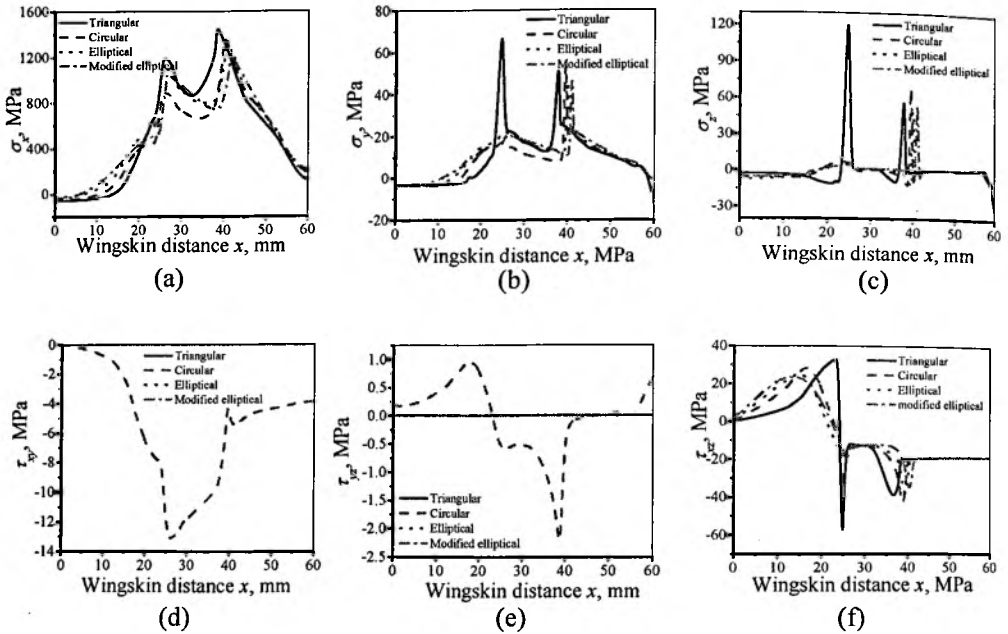 1600
1200
800
400
0
0
10
20
30
40
50
60
σx, MPa
Triangular
Circular
Elliptical
Modified elliptical
Wingskin distance x, mm
(a)
80
60
40
20
0
-20
0
10
20
30
40
50
60
σy, MPa
Triangular
Circular
Elliptical
Modified elliptical
Wingskin distance x, MPa
(b)
130
120
90
60
30
0
-30
0
10
20
30
40
50
60
σz, MPa
Triangular
Circular
Elliptical
Modified elliptical
Wingskin distance x, mm
(c)
0
-2
-4
-6
-8
-10
-12
-14
0
10
20
30
40
50
60
τxy, MPa
Triangular
Circular
Elliptical
Modified elliptical
Wingskin distance x, mm
(d)
1.0
0.5
0.0
-0.5
-1.0
-1.5
-2.0
-2.5
0
10
20
30
40
50
60
τyz, MPa
Triangular
Circular
Elliptical
Modified elliptical
Wingskin distance x, mm
(e)
40
20
0
-20
-40
-60
0
10
20
30
40
50
60
τxz, MPa
Triangular
Circular
Elliptical
modified elliptical
Wingskin distance x, MPa
(f)